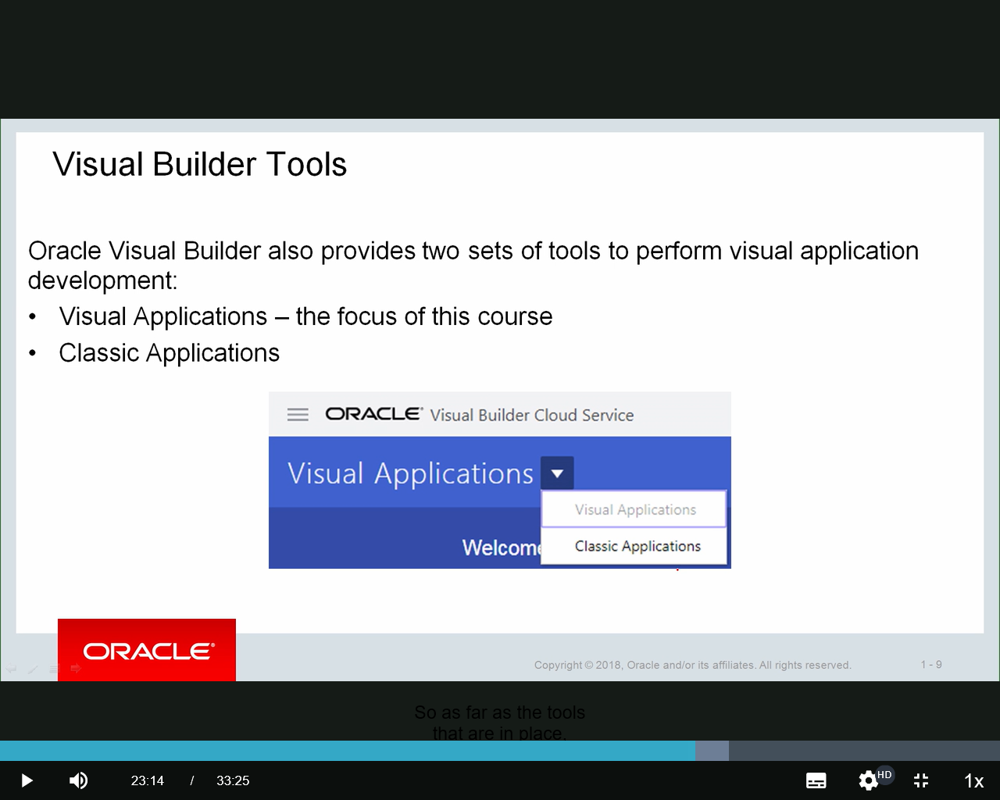 Visual Builder Tools
Oracle Visual Builder also provides two sets of tools to perform visual application
development:
• Visual Applications – the focus of this course
• Classic Applications
ORACLE® Visual Builder Cloud Service
Visual Applications
Visual Applications
Welcome
Classic Applications
ORACLE®
Copyright © 2018, Oracle and/or its affiliates. All rights reserved.
1 - 9
So as far as the tools
that are in place,
23:14 / 33:25
HD
1x